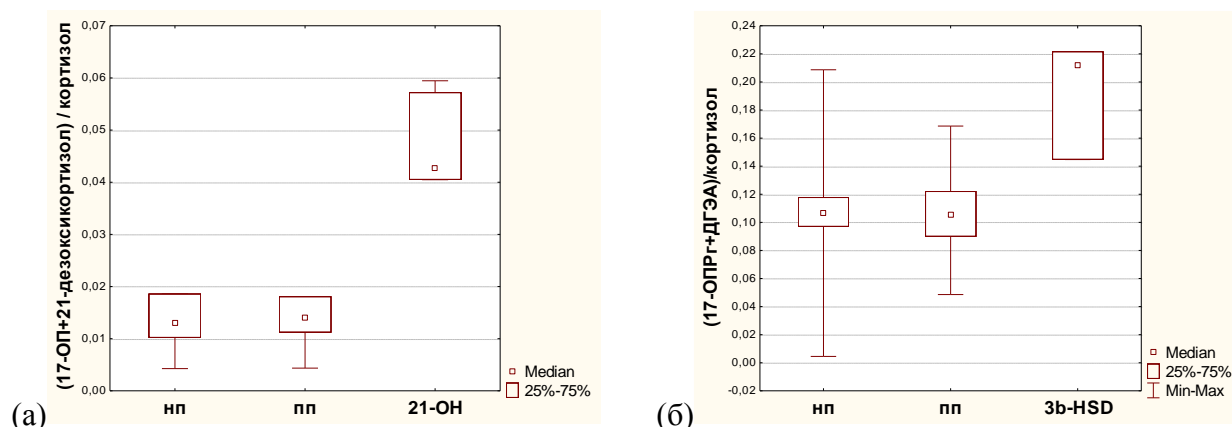 (17-ОП+21-дезоксикортизол) / кортизол
0,07
0,06
0,05
0,04
0,03
0,02
0,01
0,00
нп
пп
21-ОН
Median
25%-75%
(а)
(17-ОПРг+ДГЭА)/кортизол
0,24
0,22
0,20
0,18
0,16
0,14
0,12
0,10
0,08
0,06
0,04
0,02
0,00
-0,02
нп
пп
3b-HSD
Median
25%-75%
Min-Max
(б)